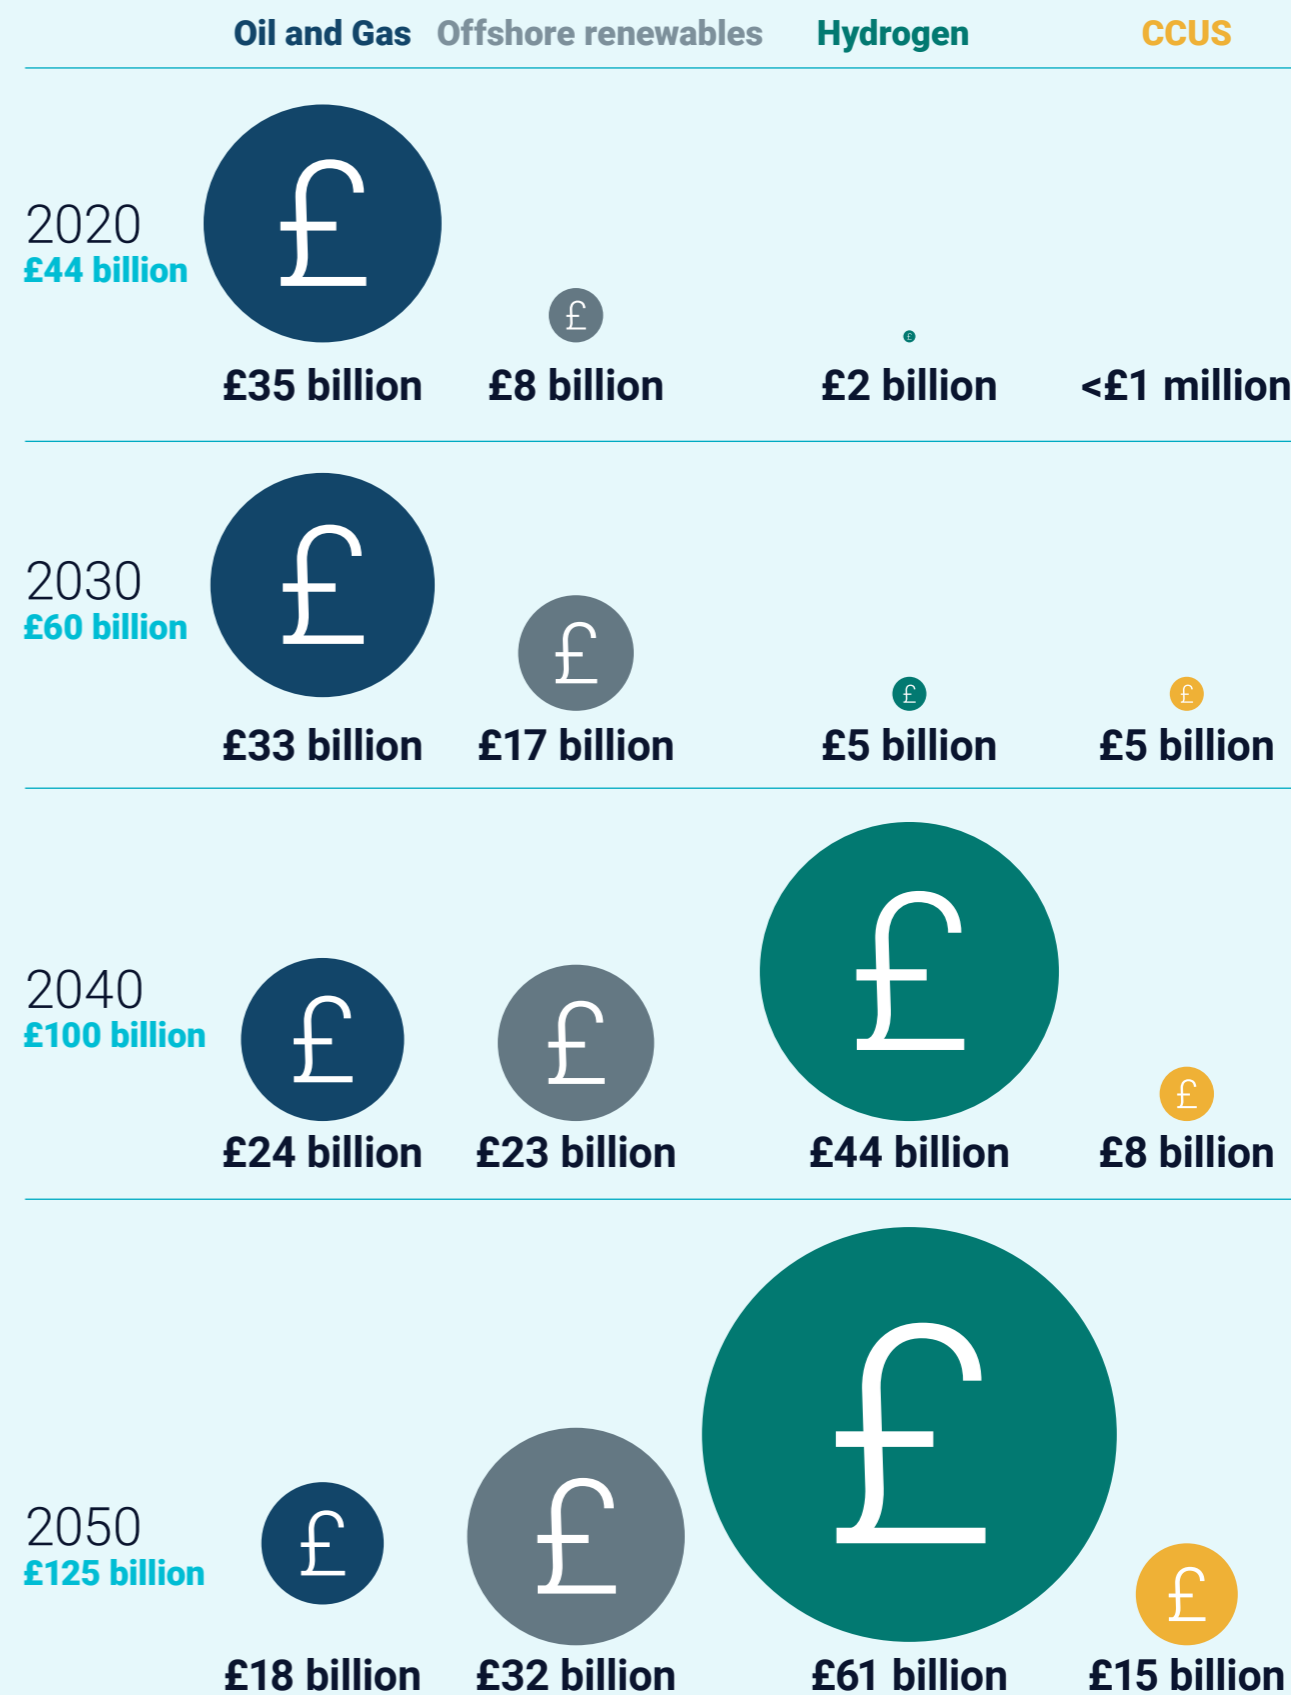 Oil and Gas Offshore renewables Hydrogen CCUS
£
2020
£44 billion
£
£
£35 billion £8 billion £2 billion <£1 million
£
2030
£60 billion
£
£
£
£33 billion £17 billion £5 billion £5 billion
£
2040
£100 billion
£
£
£
£24 billion £23 billion £44 billion £8 billion
£
2050
£125 billion
£
£
£
£18 billion £32 billion £61 billion £15 billion